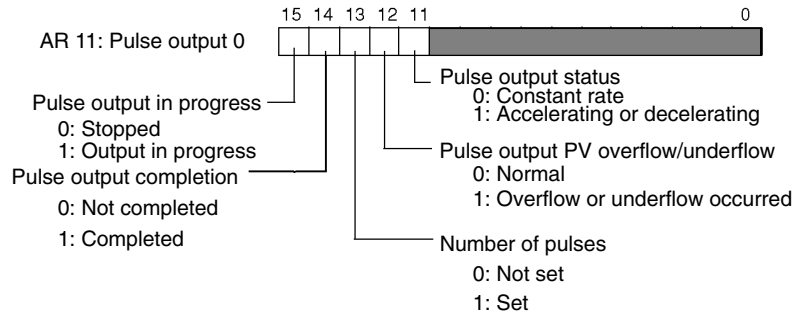 15 14 13 12 11 0
AR 11: Pulse output 0
Pulse output in progress
0: Stopped
1: Output in progress
Pulse output completion
0: Not completed
1: Completed
Pulse output status
0: Constant rate
1: Accelerating or decelerating
Pulse output PV overflow/underflow
0: Normal
1: Overflow or underflow occurred
Number of pulses
0: Not set
1: Set